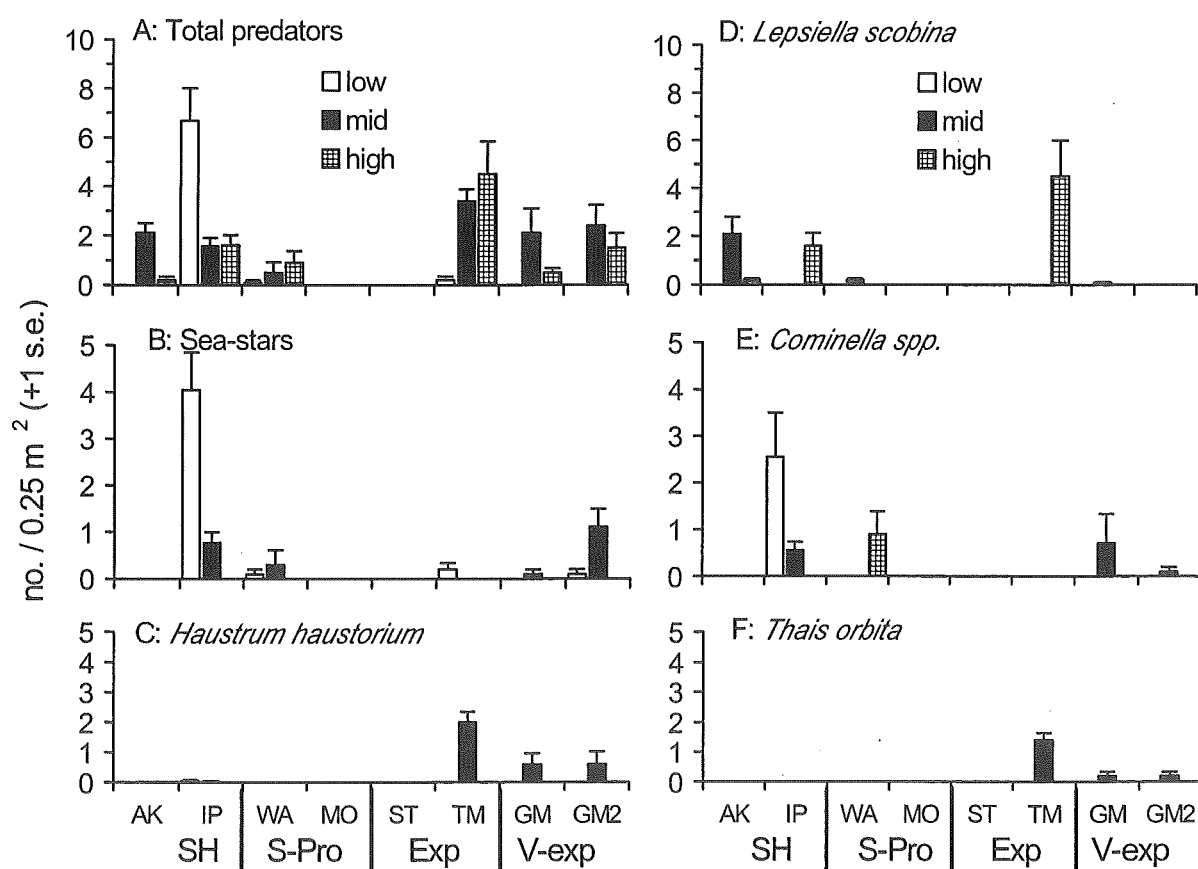 A: Total predators
10
8
6
4
2
0
low
mid
high
B: Sea-stars
5
4
3
2
1
0
C: Haustrum haustorium
5
4
3
2
1
0
no. / 0.25 m 2 (+1 s.e.)
AK IP WA MO ST TM GM GM2
SH S-Pro Exp V-exp
D: Lepsiella scobina
10
8
6
4
2
0
low
mid
high
E: Cominella spp.
5
4
3
2
1
0
F: Thais orbita
5
4
3
2
1
0
AK IP WA MO ST TM GM GM2
SH S-Pro Exp V-exp